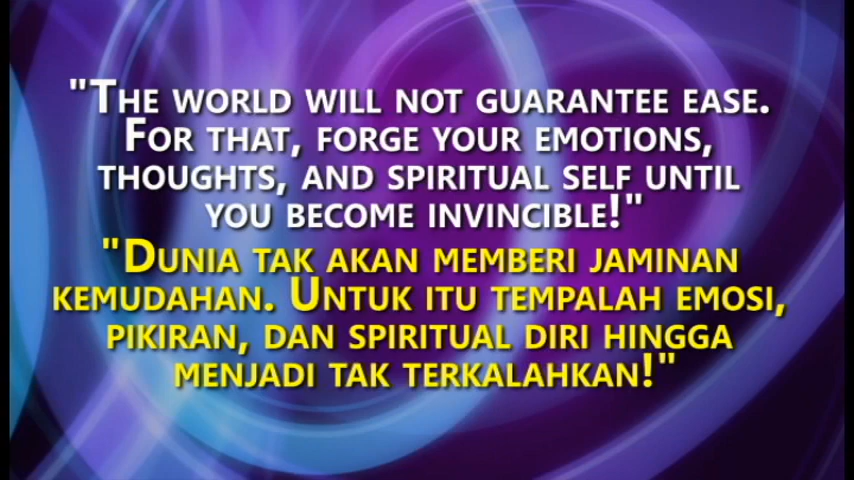 "The world will not guarantee ease.
For that, forge your emotions,
thoughts, and spiritual self until
you become invincible!"
"Dunia tak akan memberi jaminan
kemudahan. Untuk itu tempalah emosi,
pikiran, dan spiritual diri hingga
menjadi tak terkalahkan!"